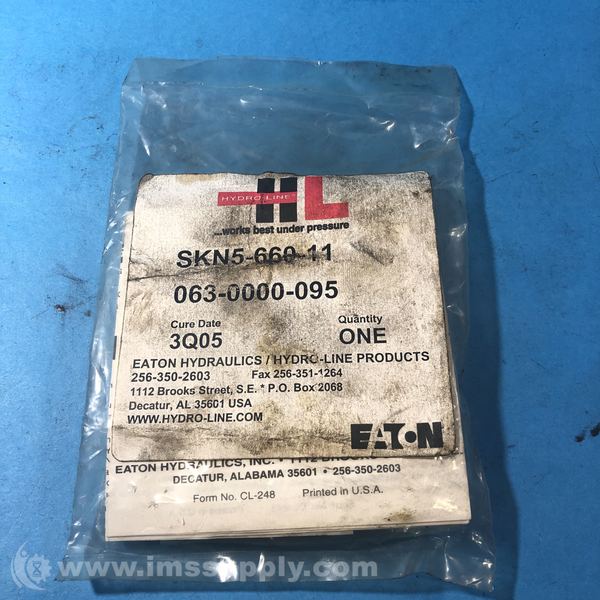 HYDRO-LINE
HL
...works best under pressure
SKN5-660-11
063-0000-095
Cure Date Quantity
3Q05 ONE
EATON HYDRAULICS / HYDRO-LINE PRODUCTS
256-350-2603 Fax 256-351-1264
1112 Brooks Street, S.E. * P.O. Box 2068
Decatur, AL 35601 USA
WWW.HYDRO-LINE.COM
EATON
EATON HYDRAULICS, INC. • 1112 BROOKS
DECATUR, ALABAMA 35601 • 256-350-2603
Form No. CL-248 Printed in U.S.A.
www.imssupply.com